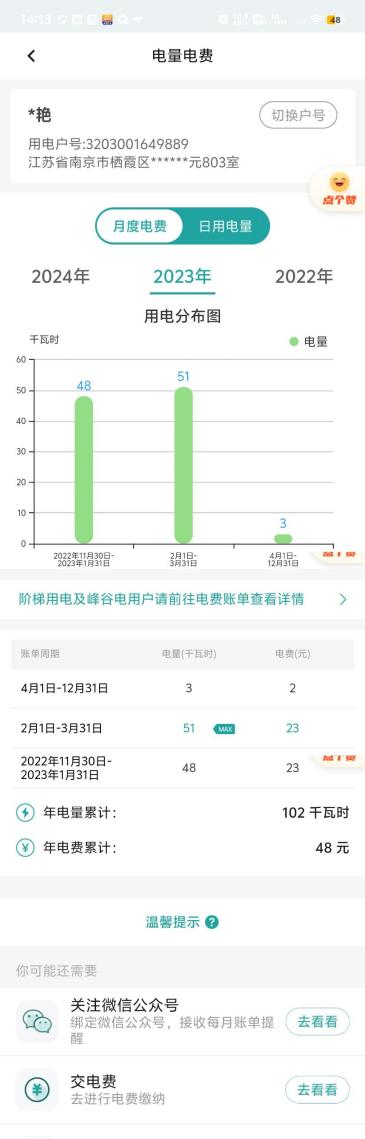 14:13
48
电量电费
*艳
切换户号
用电户号:3203001649889
江苏省南京市栖霞区******元803室
点个赞
月度电费
日用电量
2024年
2023年
2022年
用电分布图
千瓦时
电量
60
50
40
30
20
10
0
48
51
3
2022年11月30日-
2023年1月31日
2月1日-
3月31日
4月1日-
12月31日
阶梯用电及峰谷电用户请前往电费账单查看详情
账单周期 电量(千瓦时) 电费(元)
4月1日-12月31日 3 2
2月1日-3月31日 51 MAX 23
2022年11月30日-
2023年1月31日 48 23
年电量累计: 102 千瓦时
¥ 年电费累计: 48 元
温馨提示 ?
你可能还需要
关注微信公众号
绑定微信公众号，接收每月账单提
醒
去看看
¥
交电费
去进行电费缴纳
去看看